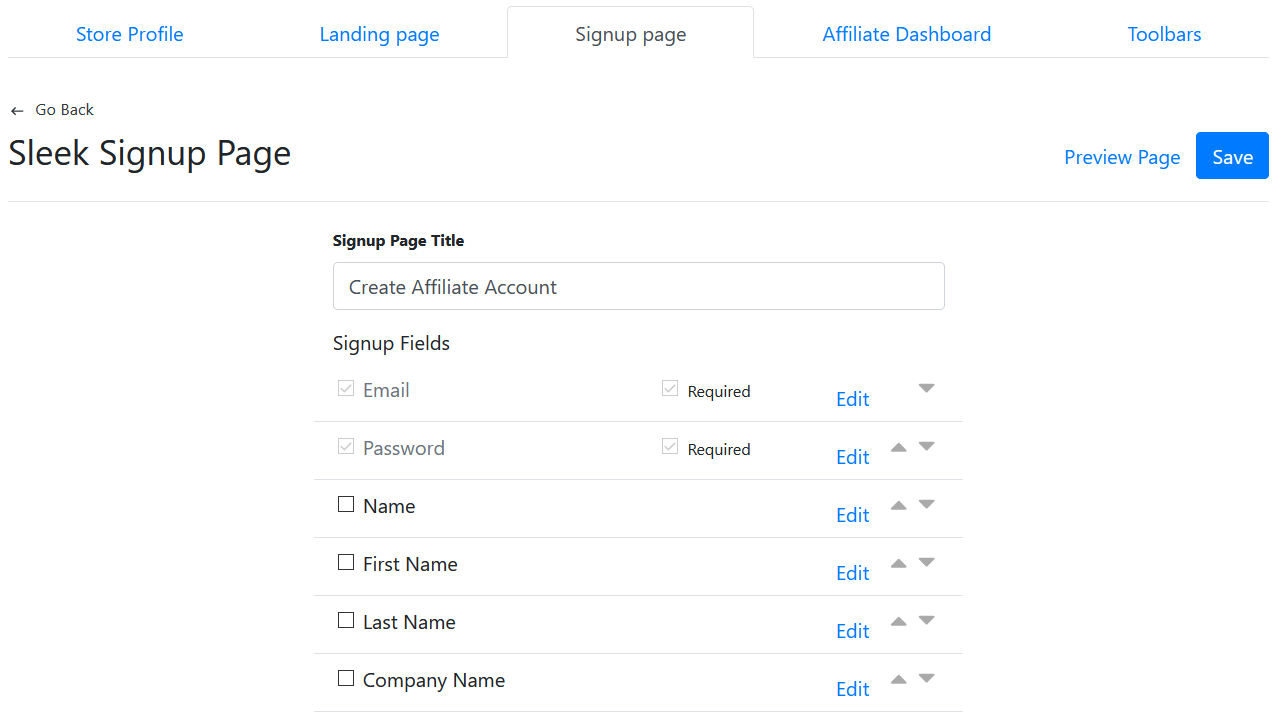 Store Profile Landing page Signup page Affiliate Dashboard Toolbars
← Go Back
Sleek Signup Page Preview Page Save
Signup Page Title
Create Affiliate Account
Signup Fields
Email Required Edit
Password Required Edit
Name Edit
First Name Edit
Last Name Edit
Company Name Edit